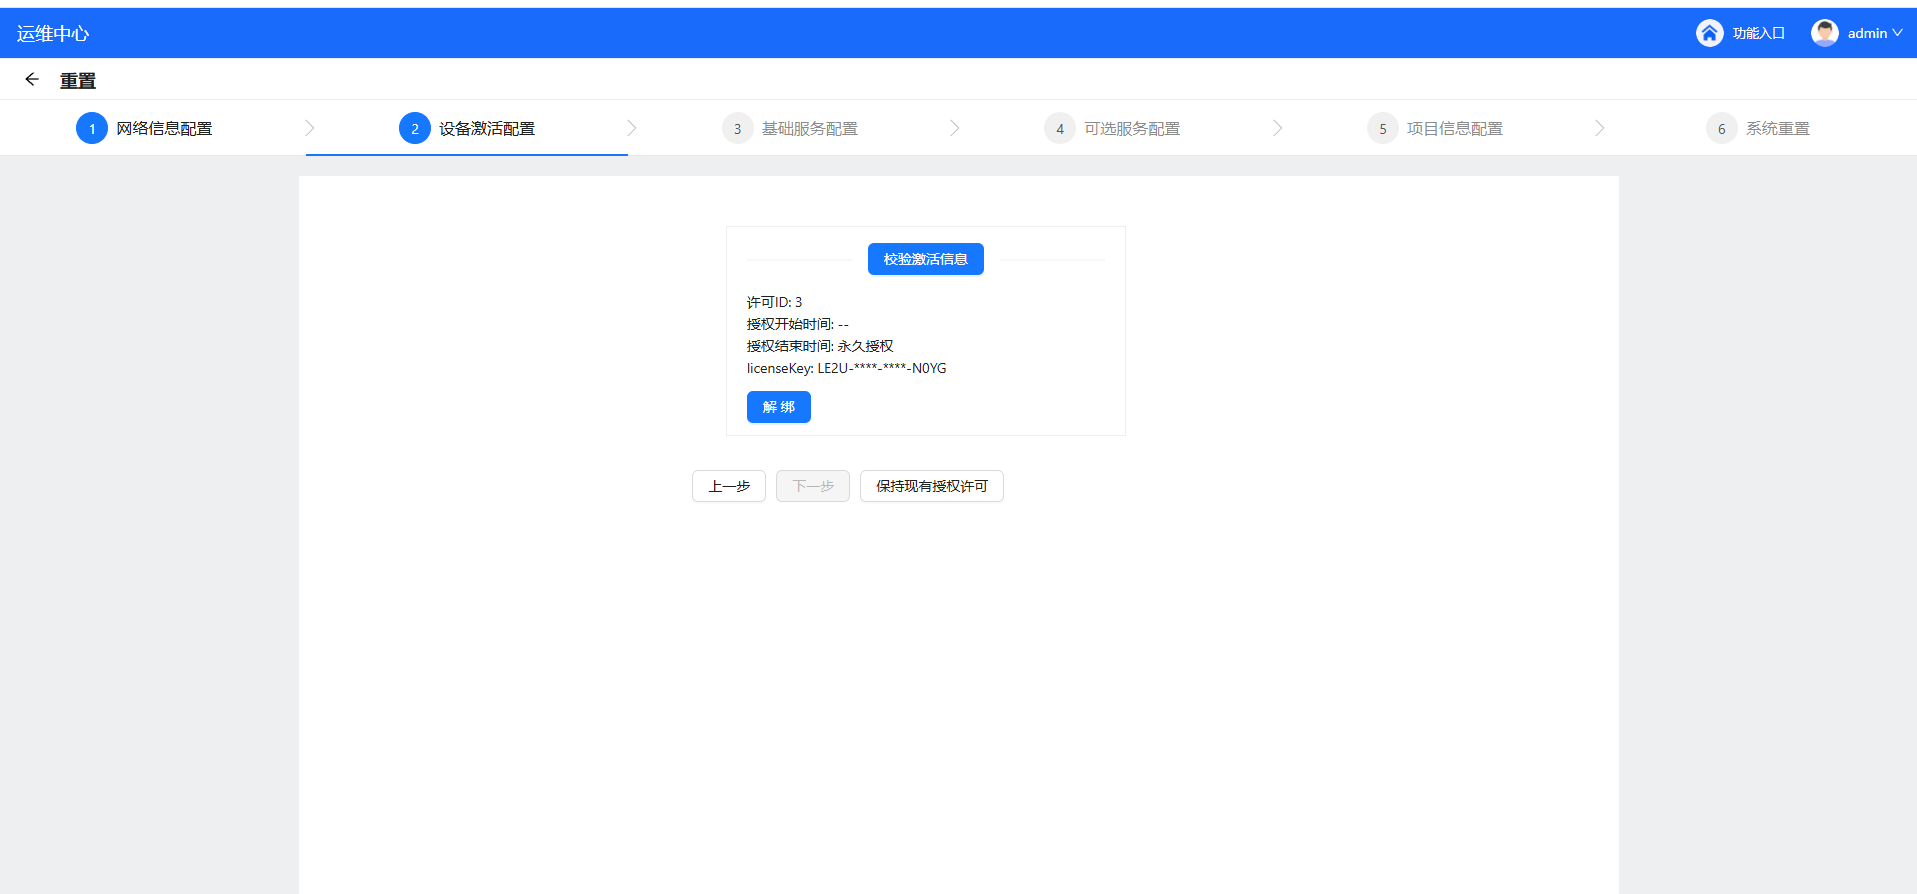 运维中心
功能入口
admin
重置
1 网络信息配置
2 设备激活配置
3 基础服务配置
4 可选服务配置
5 项目信息配置
6 系统重置
校验激活信息
许可ID: 3
授权开始时间: --
授权结束时间: 永久授权
licenseKey: LE2U-****-****-N0YG
解 绑
上一步
下一步
保持现有授权许可